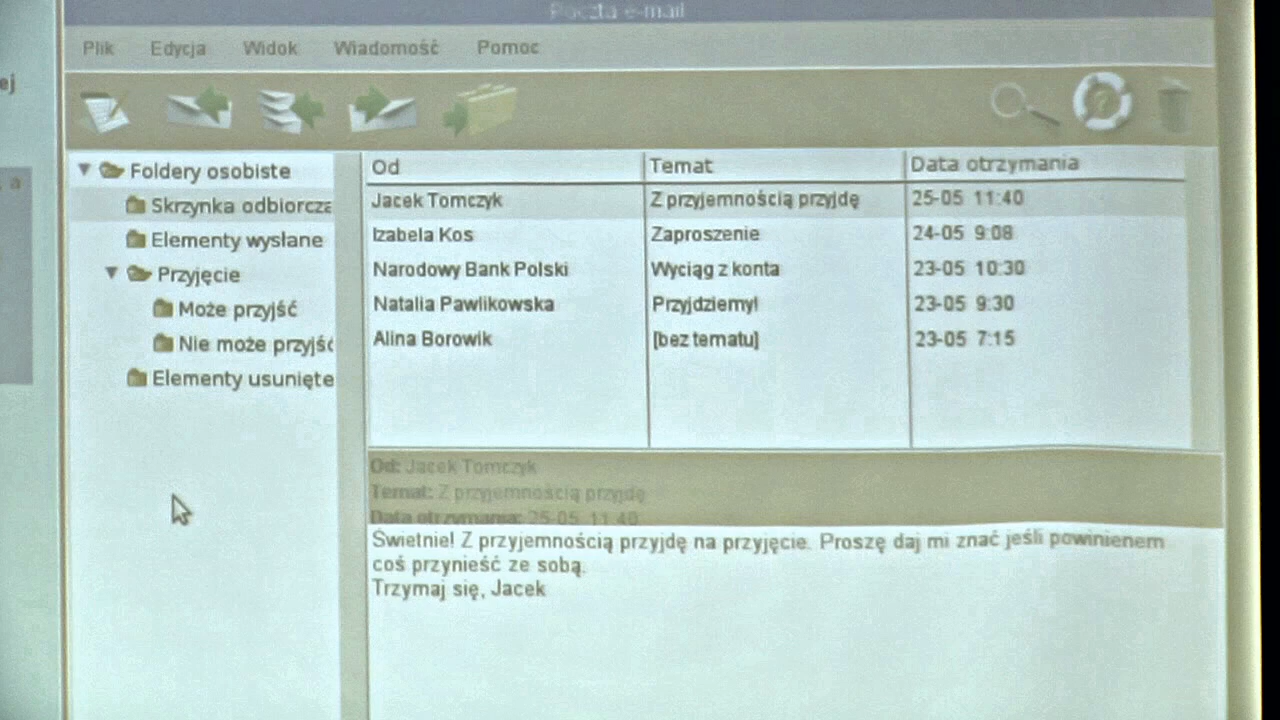 Poczta e-mail
Plik Edycja Widok Wiadomość Pomoc
ej
a
Foldery osobiste
Skrzynka odbiorcza
Elementy wysłane
Przyjęcie
Może przyjść
Nie może przyjść
Elementy usunięte
Od Temat Data otrzymania
Jacek Tomczyk Z przyjemnością przyjdę 25-05 11:40
Izabela Kos Zaproszenie 24-05 9:08
Narodowy Bank Polski Wyciąg z konta 23-05 10:30
Natalia Pawlikowska Przyjdziemy! 23-05 9:30
Alina Borowik [bez tematu] 23-05 7:15
Od: Jacek Tomczyk
Temat: Z przyjemnością przyjdę
Data otrzymania: 25-05 11:40
Świetnie! Z przyjemnością przyjdę na przyjęcie. Proszę daj mi znać jeśli powinienem
coś przynieść ze sobą.
Trzymaj się, Jacek